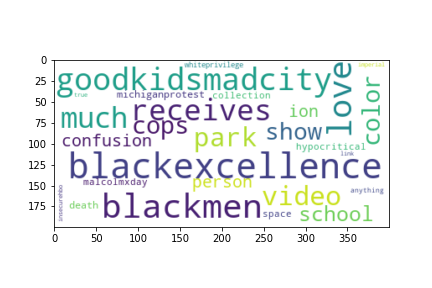 0
25
50
75
100
125
150
175
0 50 100 150 200 250 300 350
whiteprivilege imperial
goodkidsmadcity love
true michiganprotest collection color
much receives ion
cops show
confusion park hypocritical
link
blackexcellence
malcolmxday person anything
insecurehbo
death blackmen video
space school